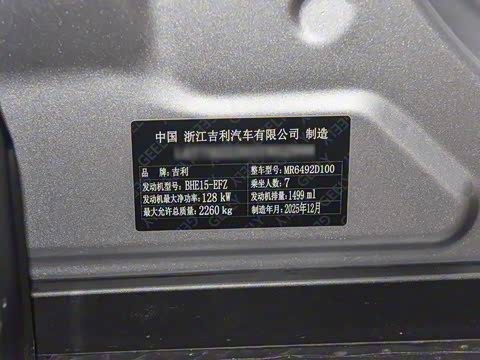 中国 浙江吉利汽车有限公司 制造
品 牌: 吉利 整车型号: MR6492D100
发动机型号: BHE15-EFZ 乘坐人数: 7
发动机最大净功率: 128 kW 发动机排量: 1499 ml
最大允许总质量: 2260 kg 制造年月: 2025年12月